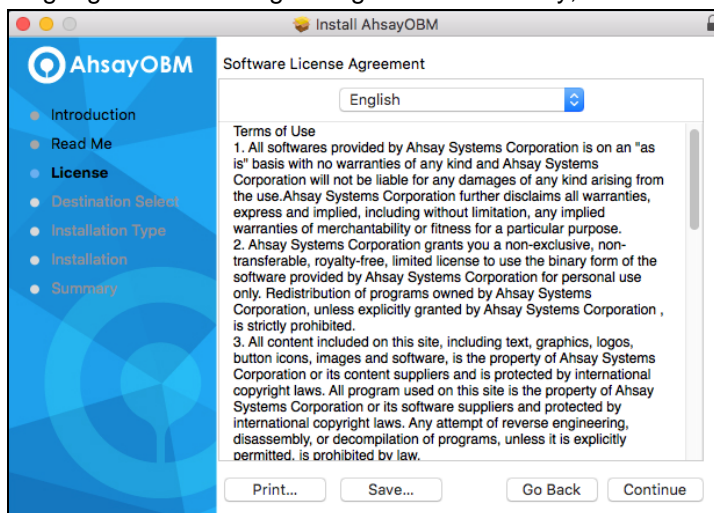 Install AhsayOBM
AhsayOBM
Introduction
Read Me
License
Destination Select
Installation Type
Installation
Summary
Software License Agreement
English
Terms of Use
1. All softwares provided by Ahsay Systems Corporation is on an "as
is" basis with no warranties of any kind and Ahsay Systems
Corporation will not be liable for any damages of any kind arising from
the use.Ahsay Systems Corporation further disclaims all warranties,
express and implied, including without limitation, any implied
warranties of merchantability or fitness for a particular purpose.
2. Ahsay Systems Corporation grants you a non-exclusive, non-
transferable, royalty-free, limited license to use the binary form of the
software provided by Ahsay Systems Corporation for personal use
only. Redistribution of programs owned by Ahsay Systems
Corporation, unless explicitly granted by Ahsay Systems Corporation ,
is strictly prohibited.
3. All content included on this site, including text, graphics, logos,
button icons, images and software, is the property of Ahsay Systems
Corporation or its content suppliers and is protected by international
copyright laws. All program used on this site is the property of Ahsay
Systems Corporation or its software suppliers and protected by
international copyright laws. Any attempt of reverse engineering,
disassembly, or decompilation of programs, unless it is explicitly
permitted, is prohibited by law.
Print... Save... Go Back Continue